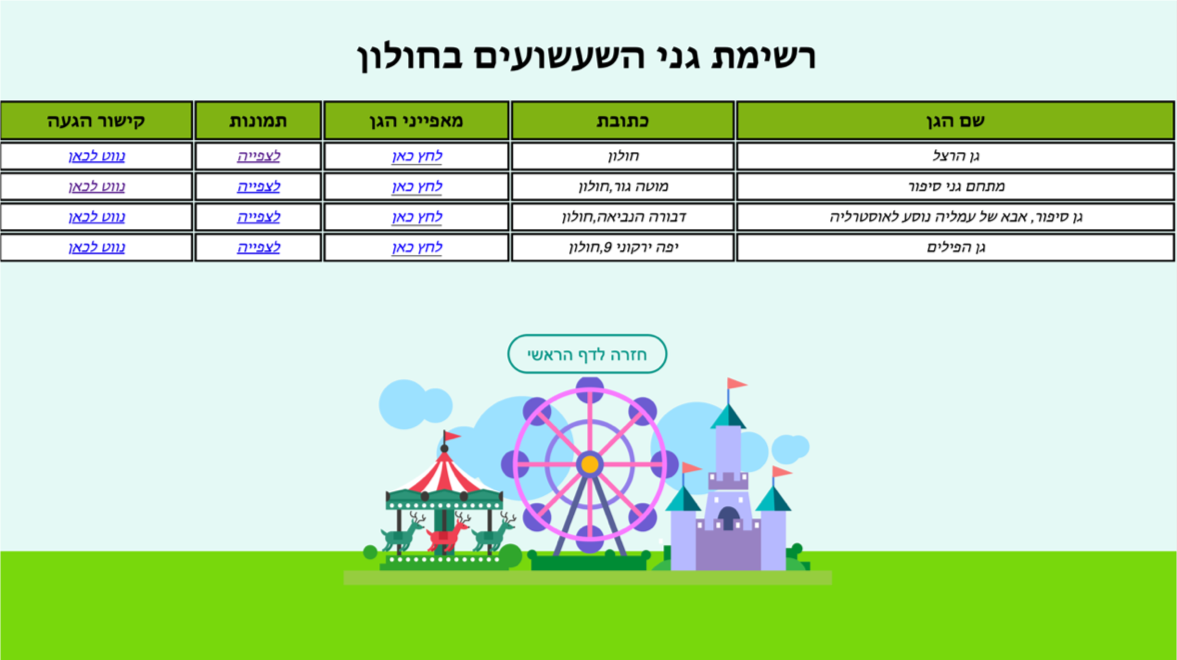 רשימת גני השעשועים בחולון
שם הגן כתובת מאפייני הגן תמונות קישור הגעה
גן הרצל חולון לחץ כאן לצפייה נווט לכאן
מתחם גני סיפור מוטה גור,חולון לחץ כאן לצפייה נווט לכאן
גן סיפור, אבא של עמליה נוסע לאוסטרליה דבורה הנביאה,חולון לחץ כאן לצפייה נווט לכאן
גן הפילים יפה ירקוני 9,חולון לחץ כאן לצפייה נווט לכאן
חזרה לדף הראשי